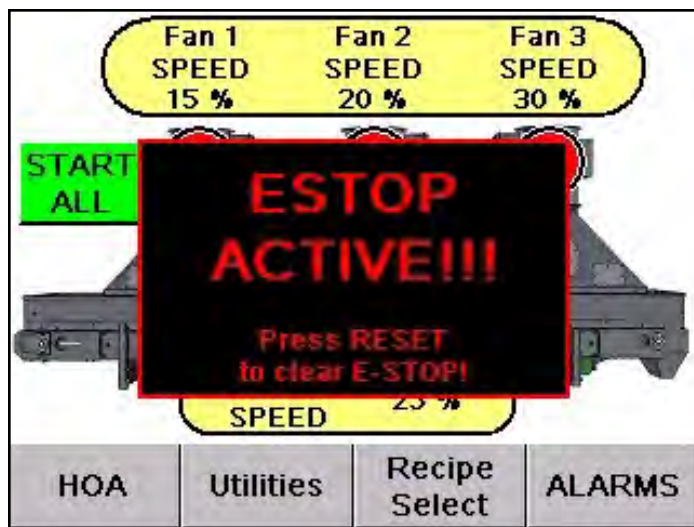 Fan 1 Fan 2 Fan 3
SPEED SPEED SPEED
15 % 20 % 30 %
START
ALL
ESTOP
ACTIVE!!!
Press RESET
to clear E-STOP!
SPEED
HOA
Utilities
Recipe
Select
ALARMS